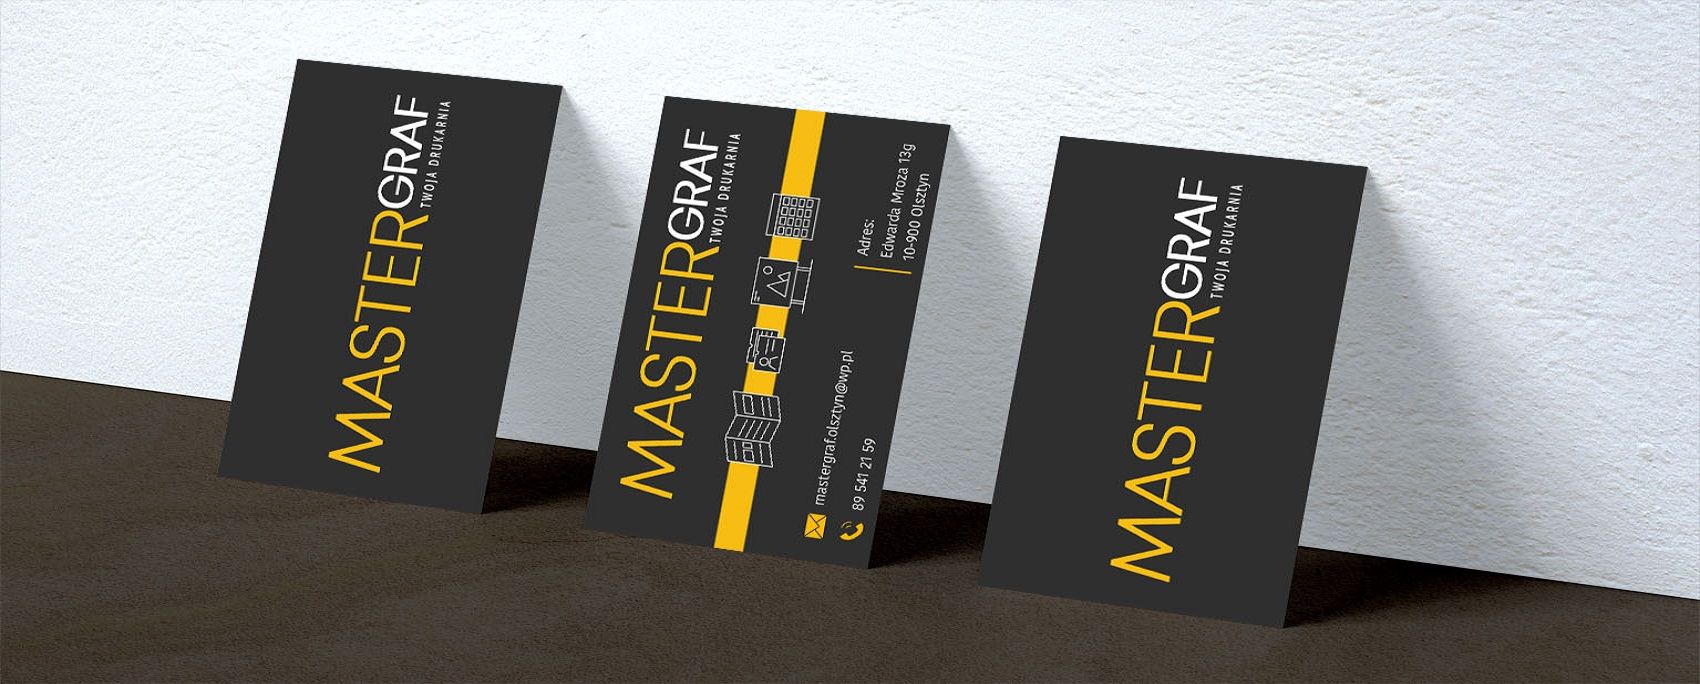 MASTERGRAF
TWOJA DRUKARNIA
MASTERGRAF
TWOJA DRUKARNIA
mastergraf.olsztyn@wp.pl
89 541 21 59
Adres:
Edwarda Mroza 13g
10-900 Olsztyn
MASTERGRAF
TWOJA DRUKARNIA